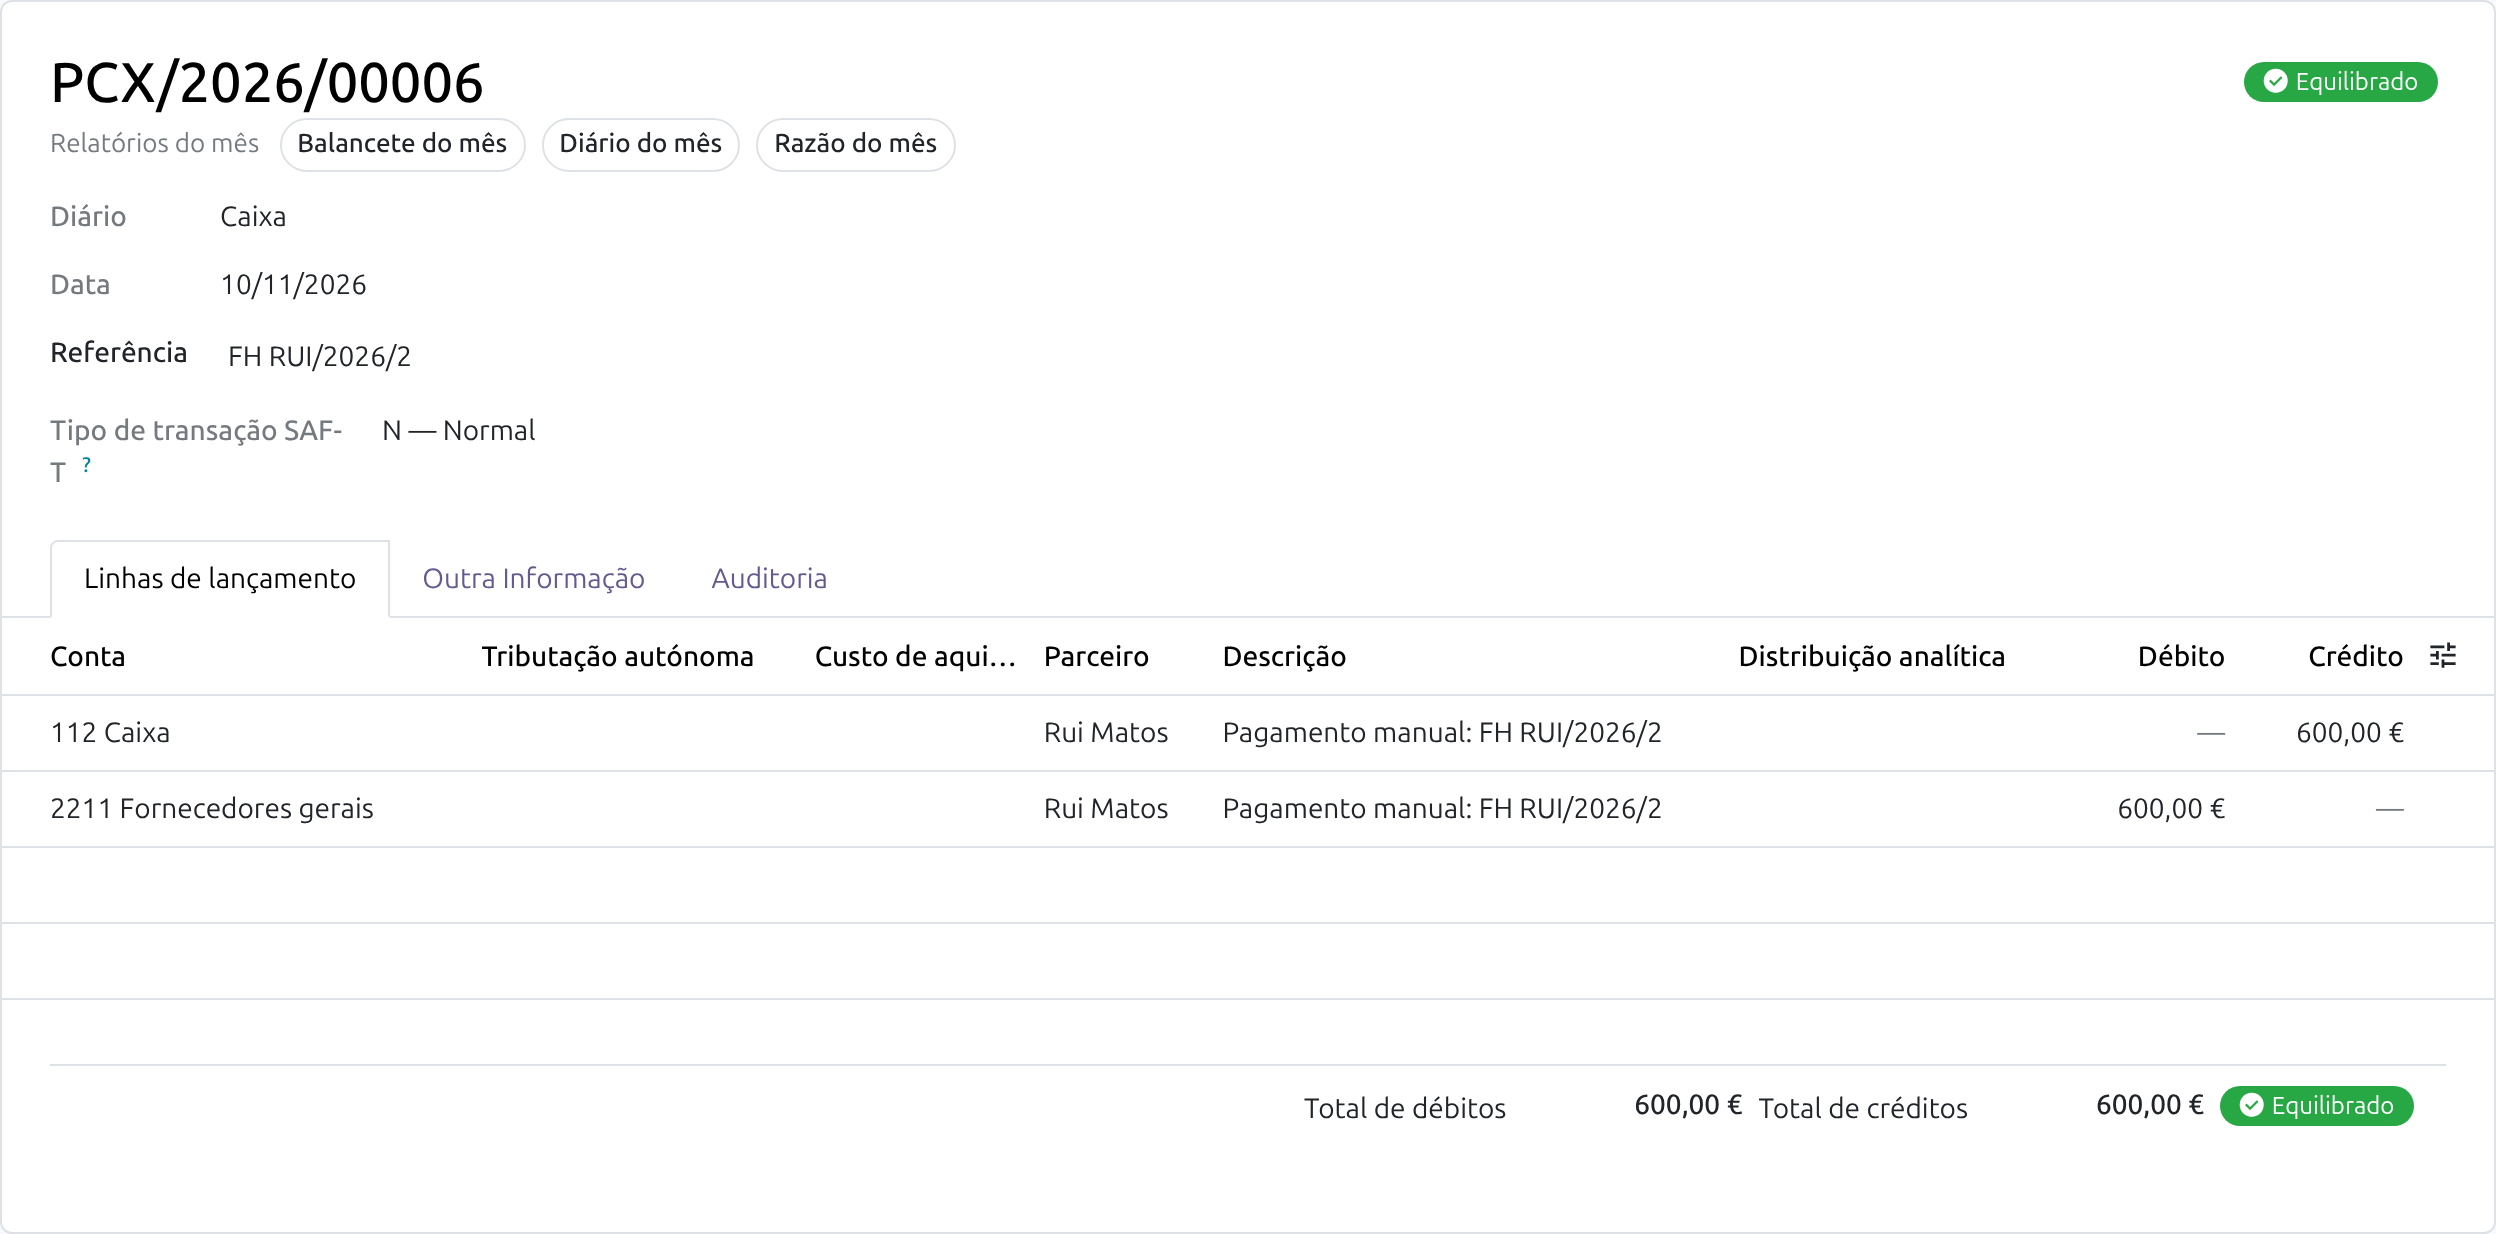 PCX/2026/00006
Equilibrado
Relatórios do mês Balancete do mês Diário do mês Razão do mês
Diário Caixa
Data 10/11/2026
Referência FH RUI/2026/2
Tipo de transação SAF- N — Normal
T ?
Linhas de lançamento Outra Informação Auditoria
Conta Tributação autónoma Custo de aqui... Parceiro Descrição Distribuição analítica Débito Crédito
112 Caixa Rui Matos Pagamento manual: FH RUI/2026/2 — 600,00 €
2211 Fornecedores gerais Rui Matos Pagamento manual: FH RUI/2026/2 600,00 € —
Total de débitos 600,00 € Total de créditos 600,00 € Equilibrado